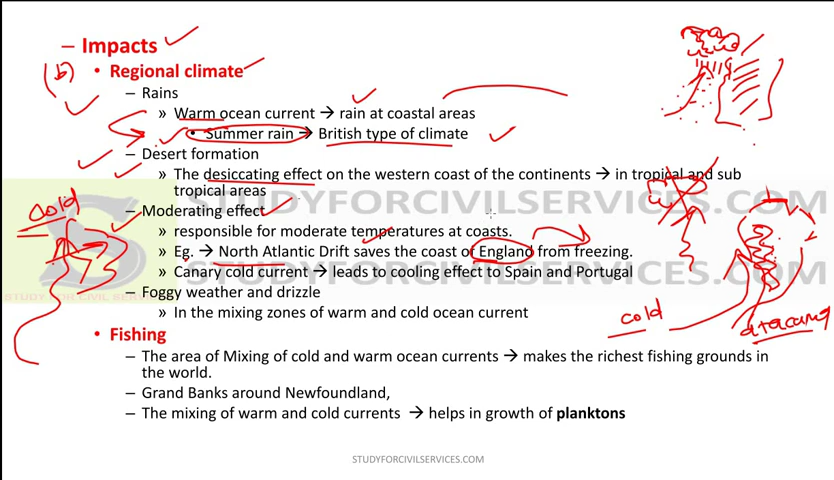 – Impacts
(b) • Regional climate
– Rains
» Warm ocean current → rain at coastal areas
• Summer rain → British type of climate
– Desert formation
» The desiccating effect on the western coast of the continents → in tropical and sub
tropical areas
STUDYFORCIVILSERVICES.COM
cold
– Moderating effect
» responsible for moderate temperatures at coasts.
» Eg. → North Atlantic Drift saves the coast of England from freezing.
» Canary cold current → leads to cooling effect to Spain and Portugal
CIVILSERVICES.COM
– Foggy weather and drizzle
» In the mixing zones of warm and cold ocean current
cold
atacama
• Fishing
– The area of Mixing of cold and warm ocean currents → makes the richest fishing grounds in
the world.
– Grand Banks around Newfoundland,
– The mixing of warm and cold currents → helps in growth of planktons
STUDYFORCIVILSERVICES.COM